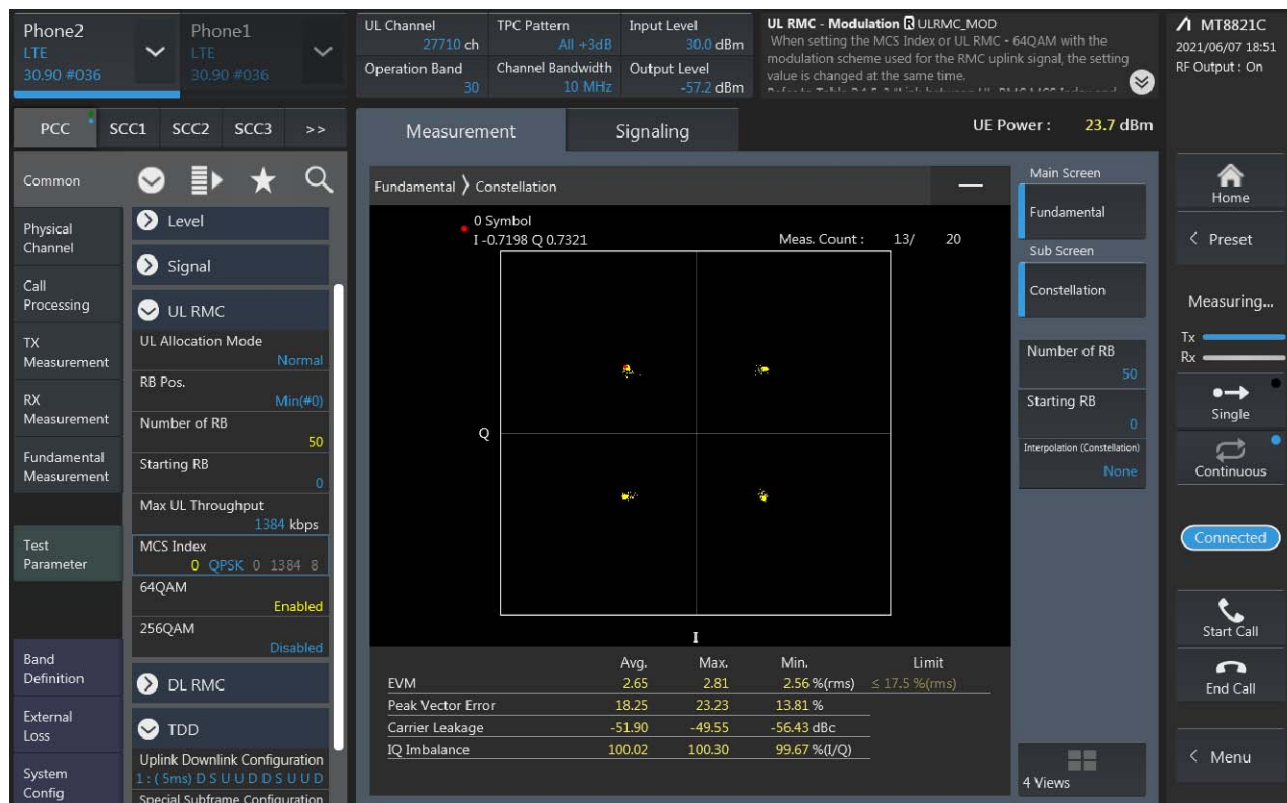 Phone2
LTE
30.90 #036
Phone1
LTE
30.90 #036
UL Channel
27710 ch
TPC Pattern
All +3dB
Input Level
30.0 dBm
Operation Band
30
Channel Bandwidth
10 MHz
Output Level
-57.2 dBm
UL RMC - Modulation R ULRMC_MOD
When setting the MCS Index or UL RMC - 64QAM with the
modulation scheme used for the RMC uplink signal, the setting
value is changed at the same time.
MT8821C
2021/06/07 18:51
RF Output : On
PCC
SCC1
SCC2
SCC3
>>
Measurement
Signaling
UE Power : 23.7 dBm
Common
Physical
Channel
Call
Processing
TX
Measurement
RX
Measurement
Fundamental
Measurement
Test
Parameter
Band
Definition
External
Loss
System
Config
Level
Signal
UL RMC
UL Allocation Mode
Normal
RB Pos.
Min(#0)
Number of RB
50
Starting RB
0
Max UL Throughput
1384 kbps
MCS Index
0 QPSK 0 1384 8
64QAM
Enabled
256QAM
Disabled
DL RMC
TDD
Uplink Downlink Configuration
1 : ( 5ms) D S U U D D S U U D
Special Subframe Configuration
Fundamental > Constellation
0 Symbol
I -0.7198 Q 0.7321
Meas. Count : 13/ 20
Q
I
Avg. Max. Min. Limit
EVM 2.65 2.81 2.56 %(rms) ≤ 17.5 %(rms)
Peak Vector Error 18.25 23.23 13.81 %
Carrier Leakage -51.90 -49.55 -56.43 dBc
IQ Imbalance 100.02 100.30 99.67 %(I/Q)
Main Screen
Fundamental
Sub Screen
Constellation
Number of RB
50
Starting RB
0
Interpolation (Constellation)
None
4 Views
Home
< Preset
Measuring...
Tx
Rx
Single
Continuous
Connected
Start Call
End Call
< Menu